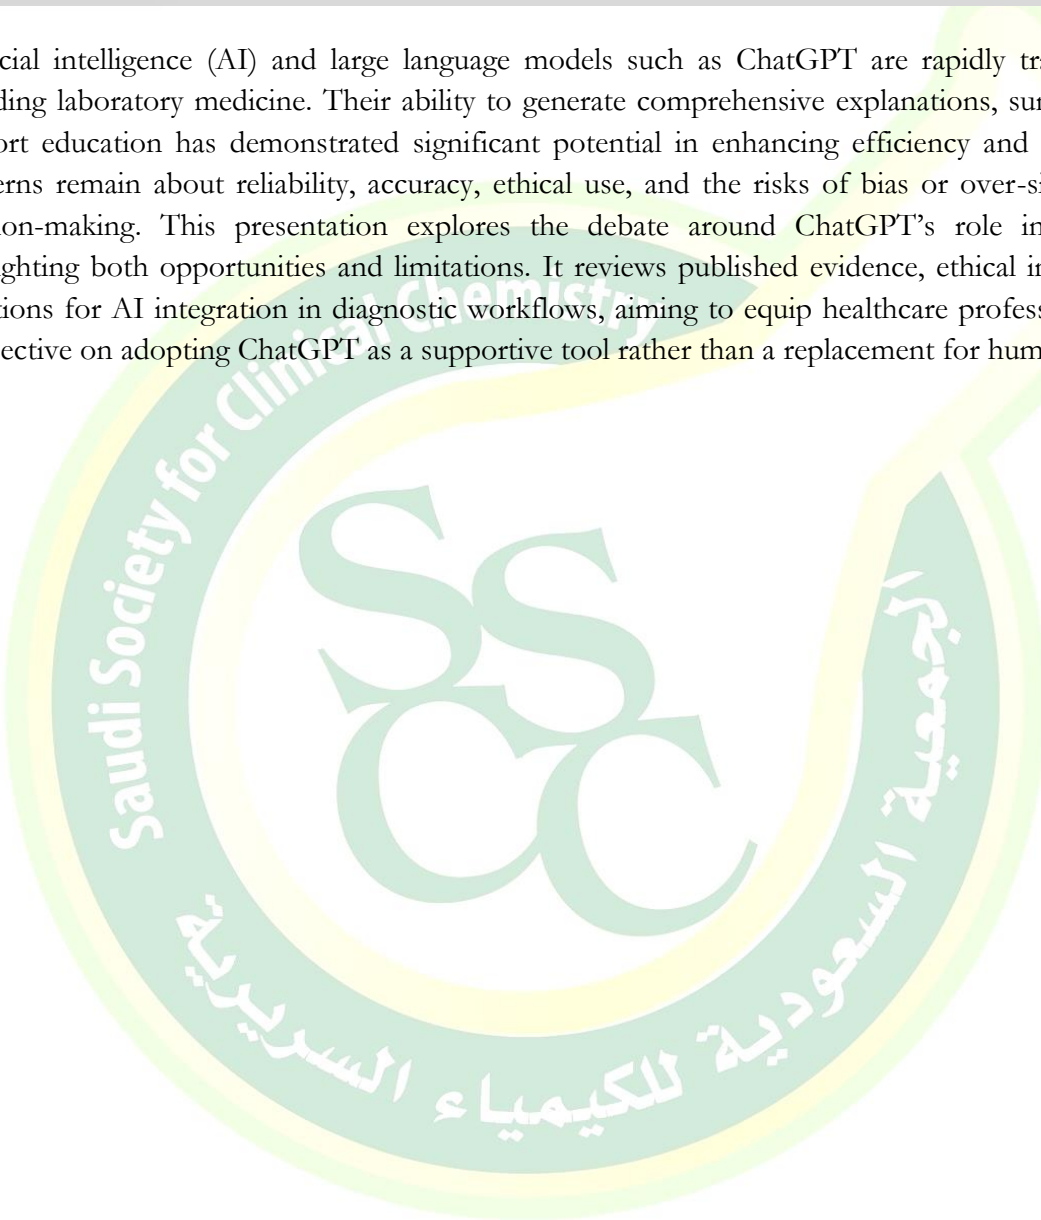 cial intelligence (AI) and large language models such as ChatGPT are rapidly tra
ding laboratory medicine. Their ability to generate comprehensive explanations, sur
ort education has demonstrated significant potential in enhancing efficiency and
erns remain about reliability, accuracy, ethical use, and the risks of bias or over-si
on-making. This presentation explores the debate around ChatGPT’s role in
ighting both opportunities and limitations. It reviews published evidence, ethical in
tions for AI integration in diagnostic workflows, aiming to equip healthcare profess
ective on adopting ChatGPT as a supportive tool rather than a replacement for hum
Saudi Society for Clinical Chemistry
SS
CC
الجمعية السعودية للكيمياء السريرية